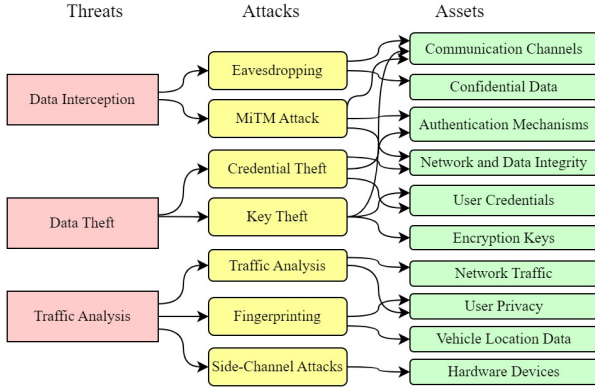 Threats
Attacks
Assets
Data Interception
Data Theft
Traffic Analysis
Eavesdropping
MiTM Attack
Credential Theft
Key Theft
Traffic Analysis
Fingerprinting
Side-Channel Attacks
Communication Channels
Confidential Data
Authentication Mechanisms
Network and Data Integrity
User Credentials
Encryption Keys
Network Traffic
User Privacy
Vehicle Location Data
Hardware Devices